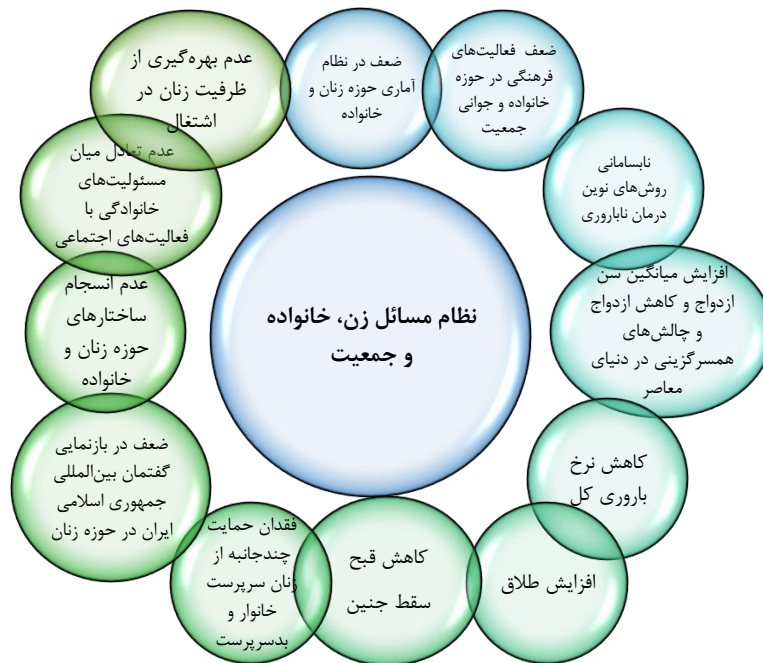 نظام مسائل زن، خانواده
و جمعیت
ضعف در نظام
آماری حوزه زنان و
خانواده
ضعف فعالیت‌های
فرهنگی در حوزه
خانواده و جوانی
جمعیت
نابسامانی
روش‌های نوین
درمان ناباروری
افزایش میانگین سن
ازدواج و کاهش ازدواج
و چالش‌های
همسرگزینی در دنیای
معاصر
کاهش نرخ
باروری کل
افزایش طلاق
کاهش قبح
سقط جنین
فقدان حمایت
چندجانبه از
زنان سرپرست
خانوار و
بدسرپرست
ضعف در بازنمایی
گفتمان بین‌المللی
جمهوری اسلامی
ایران در حوزه زنان
عدم انسجام
ساختارهای
حوزه زنان و
خانواده
عدم تعادل میان
مسئولیت‌های
خانوادگی با
فعالیت‌های اجتماعی
عدم بهره‌گیری از
ظرفیت زنان در
اشتغال